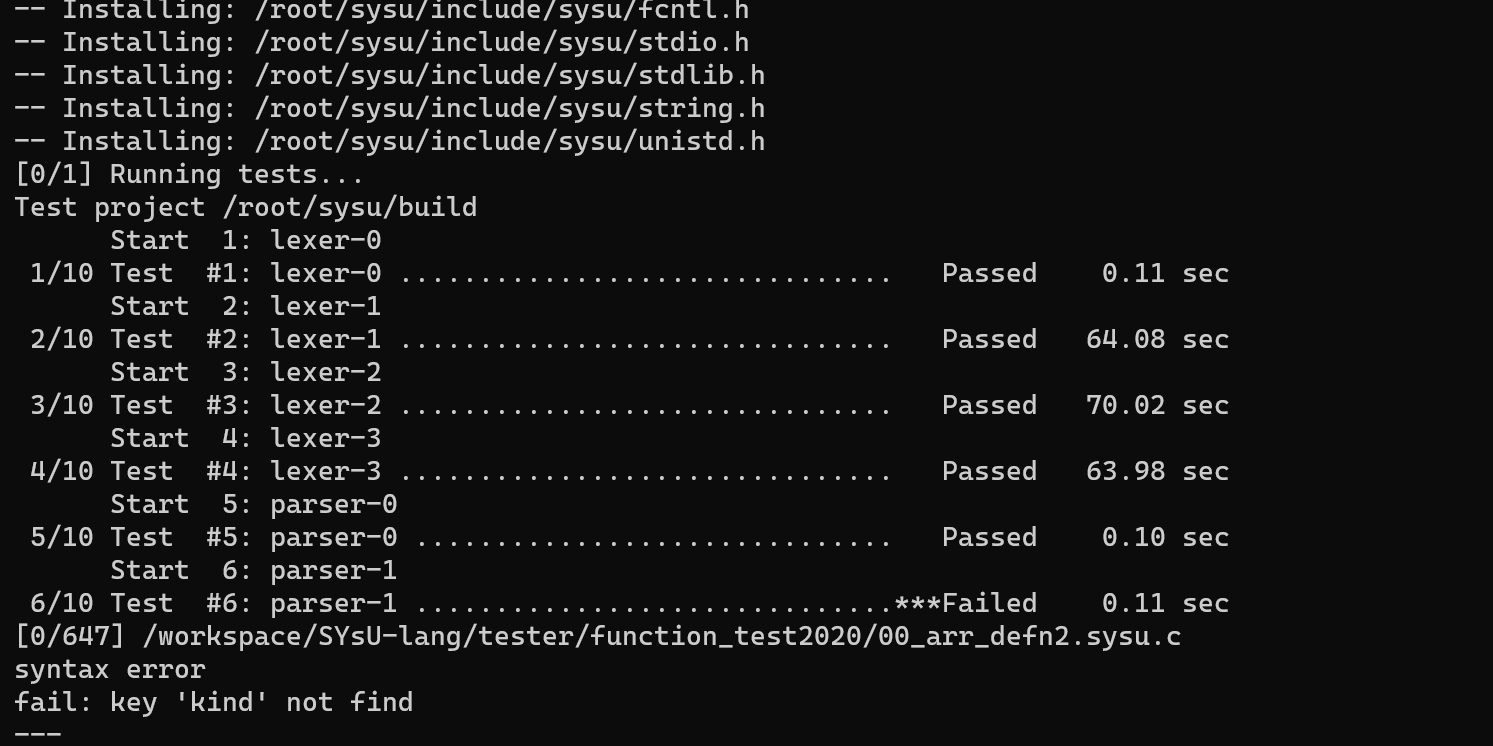 -- Installing: /root/sysu/include/sysu/fcntl.h
-- Installing: /root/sysu/include/sysu/stdio.h
-- Installing: /root/sysu/include/sysu/stdlib.h
-- Installing: /root/sysu/include/sysu/string.h
-- Installing: /root/sysu/include/sysu/unistd.h
[0/1] Running tests...
Test project /root/sysu/build
      Start  1: lexer-0
 1/10 Test  #1: lexer-0 ...............................   Passed    0.11 sec
      Start  2: lexer-1
 2/10 Test  #2: lexer-1 ...............................   Passed   64.08 sec
      Start  3: lexer-2
 3/10 Test  #3: lexer-2 ...............................   Passed   70.02 sec
      Start  4: lexer-3
 4/10 Test  #4: lexer-3 ...............................   Passed   63.98 sec
      Start  5: parser-0
 5/10 Test  #5: parser-0 ..............................   Passed    0.10 sec
      Start  6: parser-1
 6/10 Test  #6: parser-1 ..............................***Failed    0.11 sec
[0/647] /workspace/SYsU-lang/tester/function_test2020/00_arr_defn2.sysu.c
syntax error
fail: key 'kind' not find
---